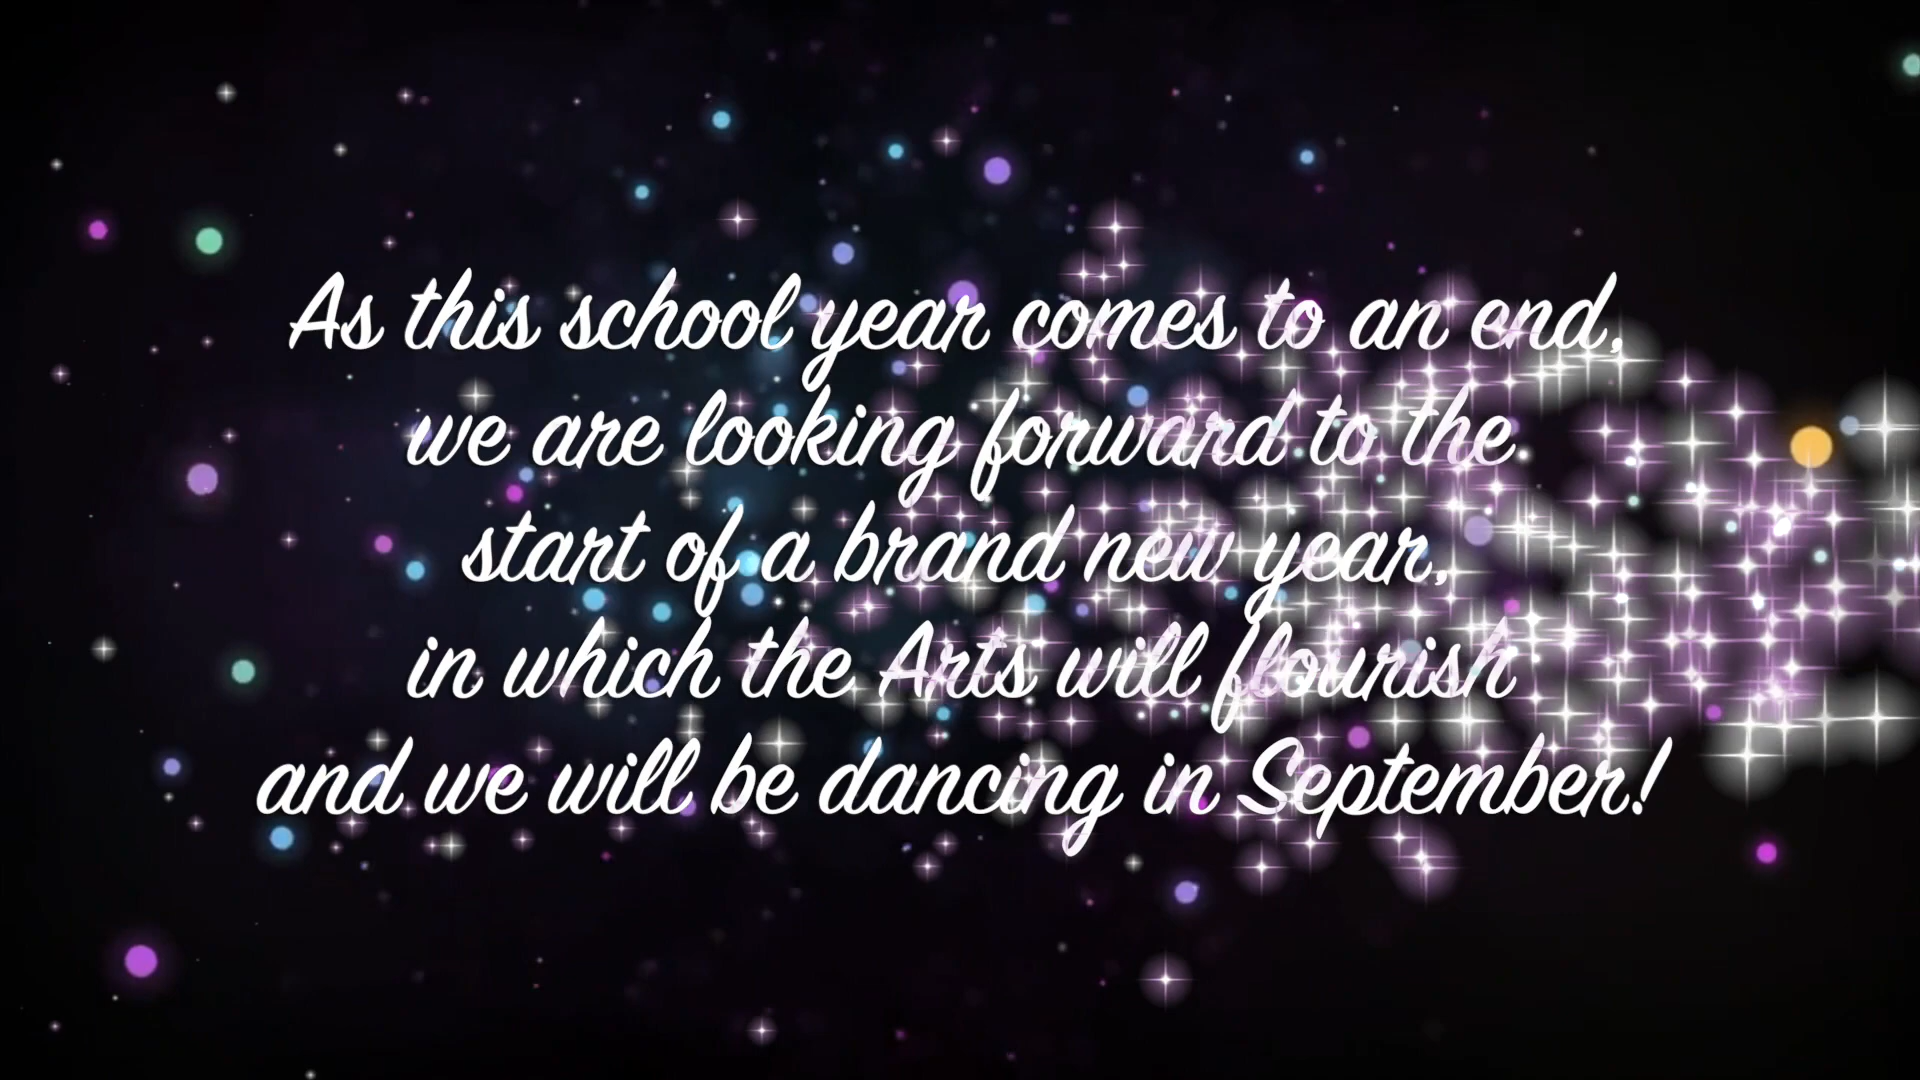 As this school year comes to an end,
we are looking forward to the
start of a brand new year,
in which the Arts will flourish
and we will be dancing in September!